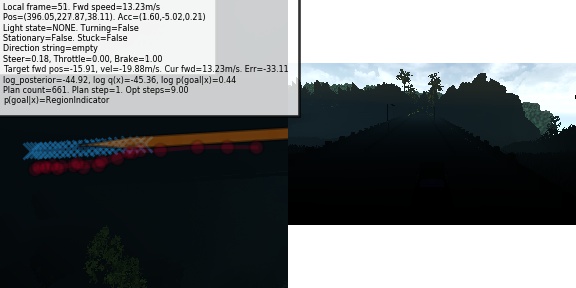 Local frame=51. Fwd speed=13.23m/s
Pos=(396.05,227.87,38.11). Acc=(1.60,-5.02,0.21)
Light state=NONE. Turning=False
Stationary=False. Stuck=False
Direction string=empty
Steer=0.18, Throttle=0.00, Brake=1.00
Target fwd pos=-15.91, vel=-19.88m/s. Cur fwd=13.23m/s. Err=-33.11
log_posterior=-44.92, log q(x)=-45.36, log p(goal|x)=0.44
Plan count=661. Plan step=1. Opt steps=9.00
p(goal|x)=RegionIndicator